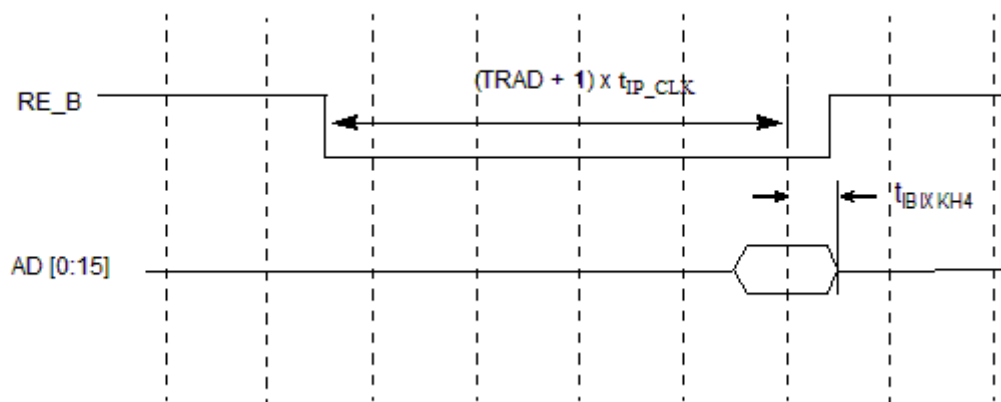 (TRAD + 1) x tIP_CLK
RE_B
tIBIXKH4
AD [0:15]